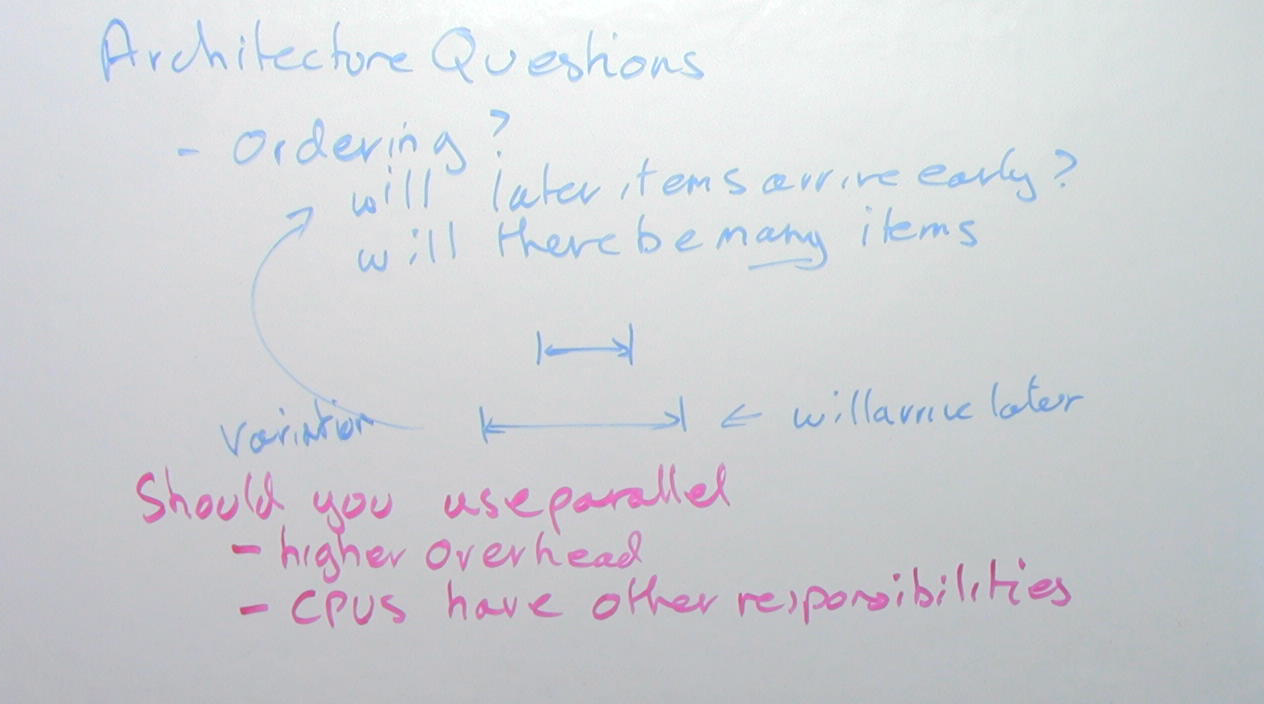 Architecture Questions
- Ordering?
will later items arrive early?
will there be many items
variation
← will arrive later
Should you use parallel
- higher overhead
- CPUs have other responsibilities